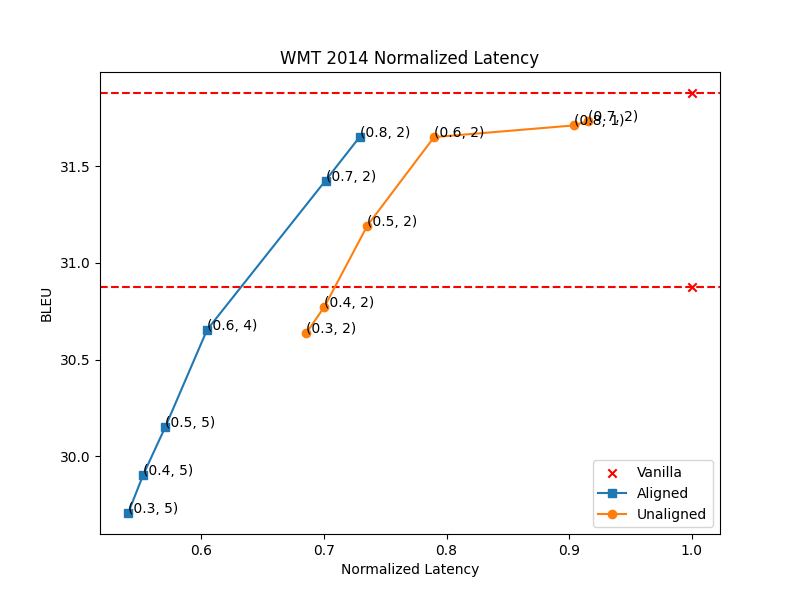 WMT 2014 Normalized Latency
BLEU
31.5
31.0
30.5
30.0
(0.8, 2)
(0.7, 2)
(0.6, 4)
(0.5, 5)
(0.4, 5)
(0.3, 5)
(0.7, 2)
(0.8, 1)
(0.6, 2)
(0.5, 2)
(0.4, 2)
(0.3, 2)
Vanilla
Aligned
Unaligned
0.6 0.7 0.8 0.9 1.0
Normalized Latency